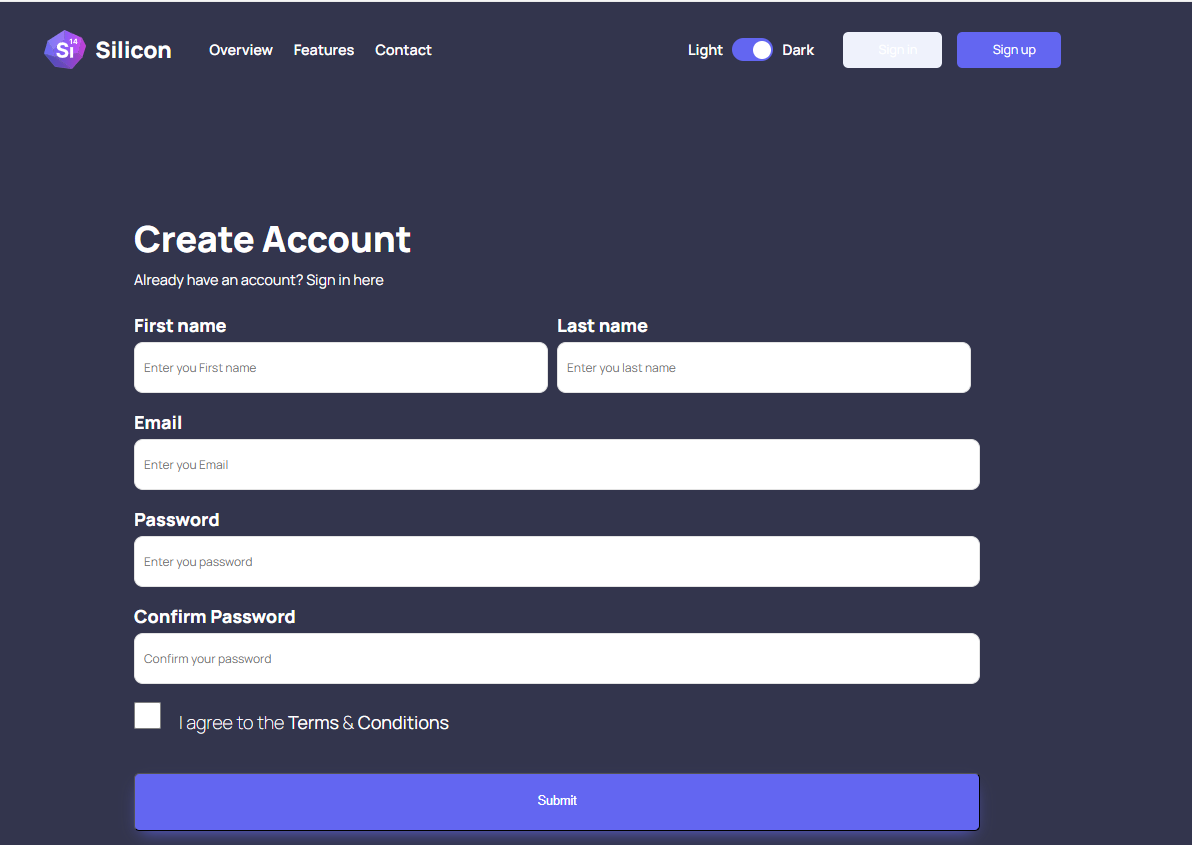 Si 14 Silicon Overview Features Contact Light Dark Sign in Sign up
Create Account
Already have an account? Sign in here
First name Last name
Enter you First name Enter you last name
Email
Enter you Email
Password
Enter you password
Confirm Password
Confirm your password
I agree to the Terms & Conditions
Submit